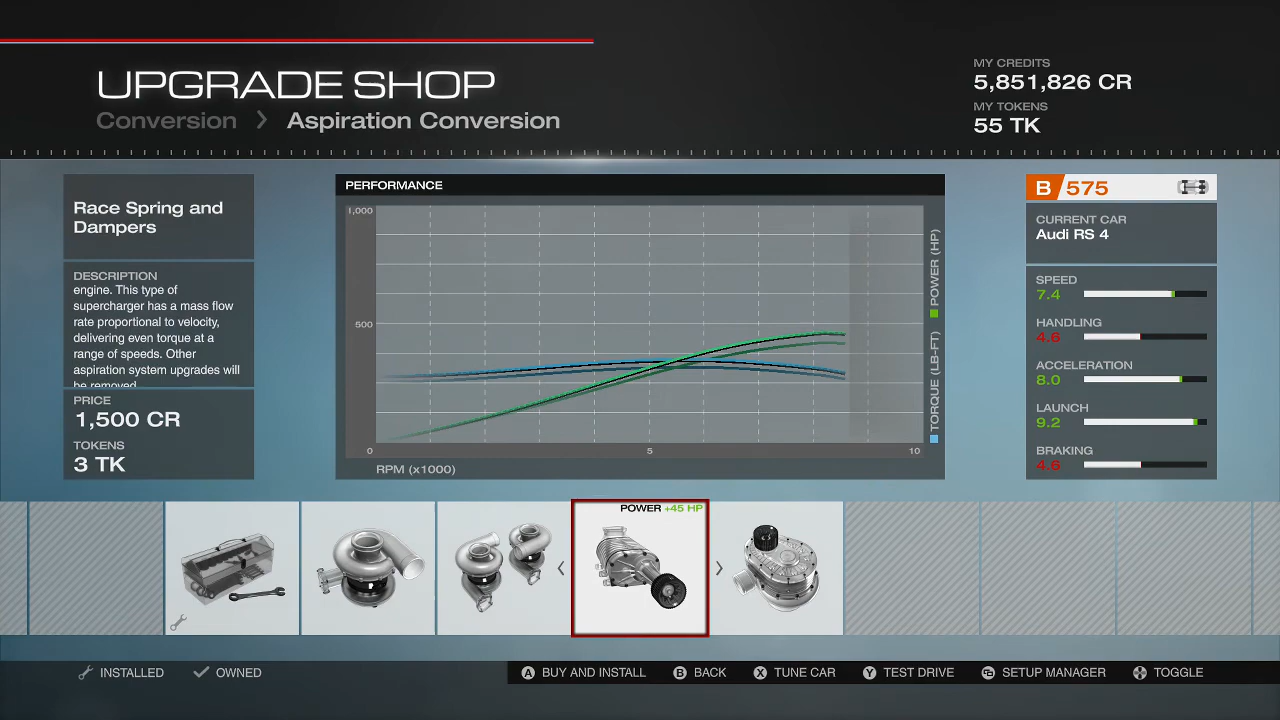 UPGRADE SHOP
Conversion > Aspiration Conversion
MY CREDITS
5,851,826 CR
MY TOKENS
55 TK
Race Spring and
Dampers
DESCRIPTION
engine. This type of
supercharger has a mass flow
rate proportional to velocity,
delivering even torque at a
range of speeds. Other
aspiration system upgrades will
be removed
PRICE
1,500 CR
TOKENS
3 TK
PERFORMANCE
1,000
500
0
5
10
RPM (x1000)
POWER (HP)
TORQUE (LB-FT)
B 575
CURRENT CAR
Audi RS 4
SPEED
7.4
HANDLING
4.6
ACCELERATION
8.0
LAUNCH
9.2
BRAKING
4.6
POWER +45 HP
INSTALLED
OWNED
A BUY AND INSTALL
B BACK
X TUNE CAR
Y TEST DRIVE
SETUP MANAGER
TOGGLE